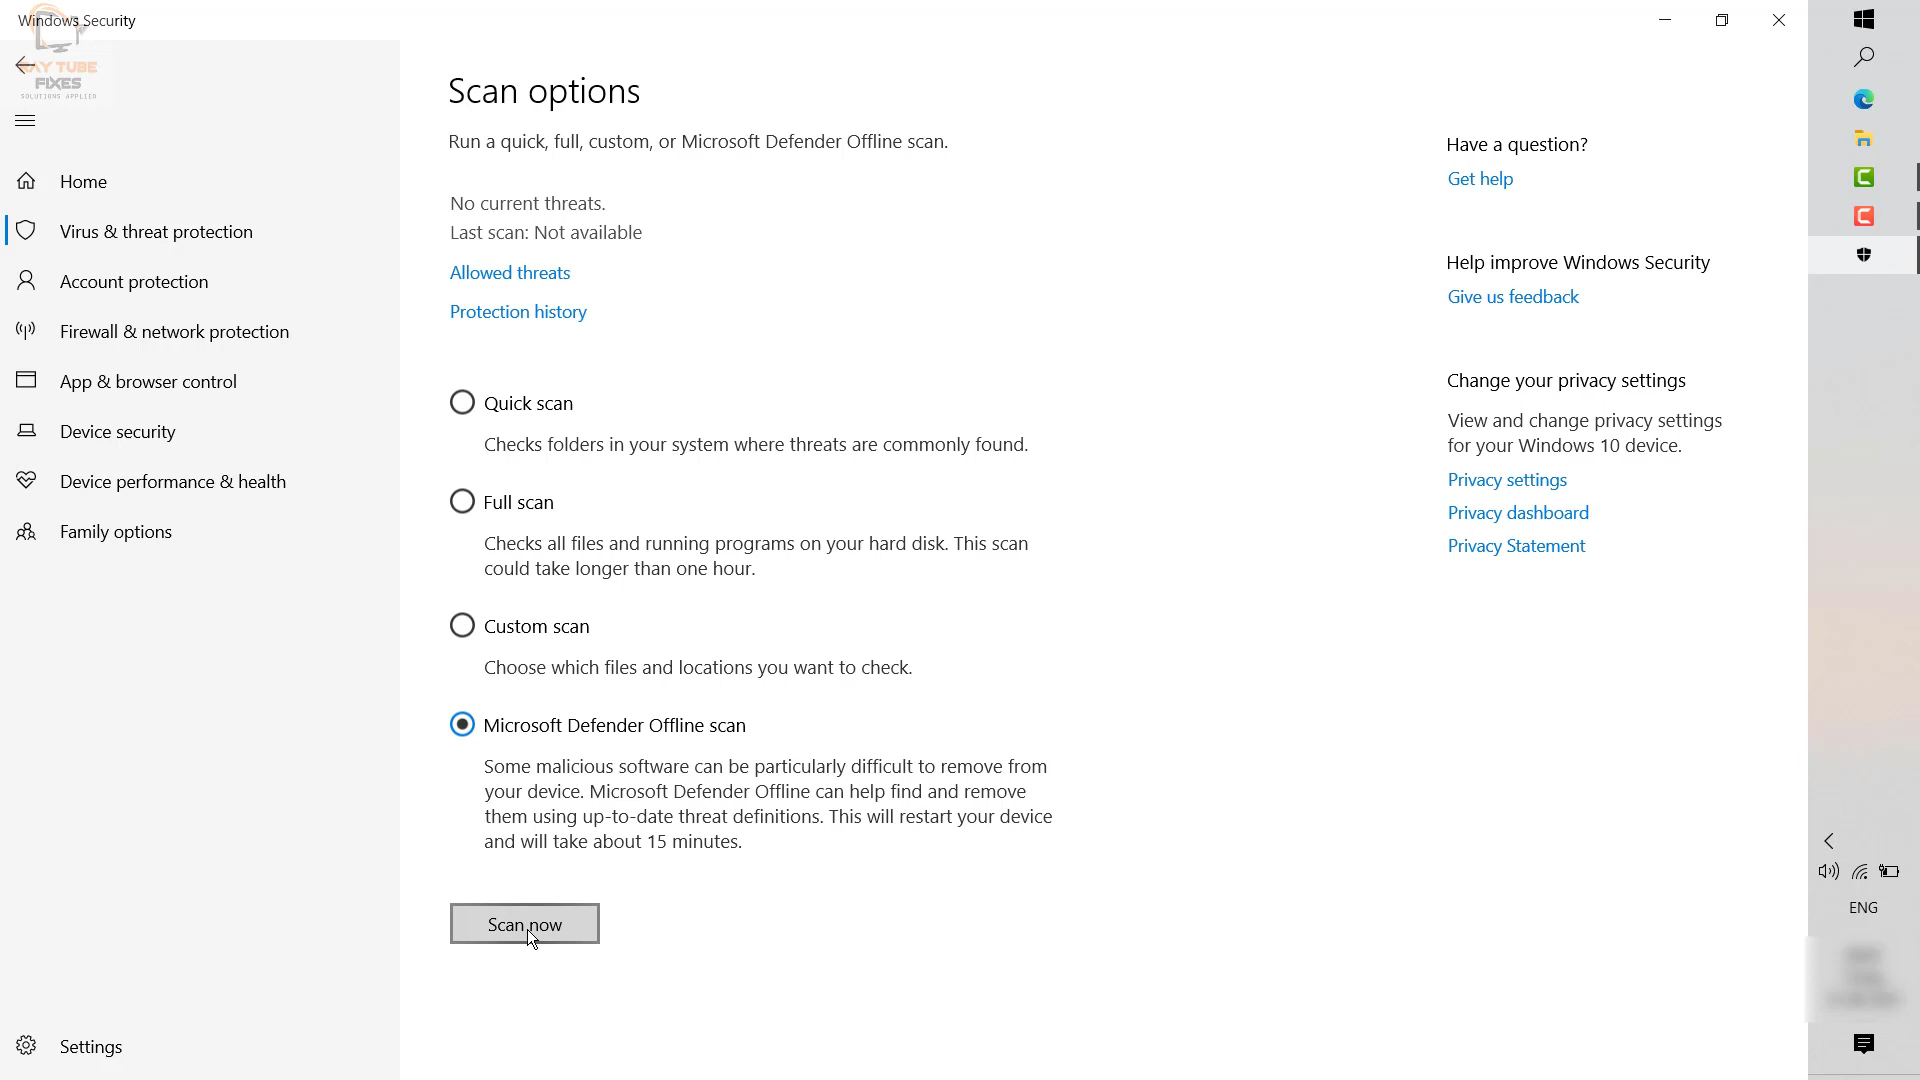 Windows Security
AY TUBE
FIXES
SOLUTIONS APPLIED
Home
Virus & threat protection
Account protection
Firewall & network protection
App & browser control
Device security
Device performance & health
Family options
Settings
Scan options
Run a quick, full, custom, or Microsoft Defender Offline scan.
No current threats.
Last scan: Not available
Allowed threats
Protection history
Quick scan
Checks folders in your system where threats are commonly found.
Full scan
Checks all files and running programs on your hard disk. This scan
could take longer than one hour.
Custom scan
Choose which files and locations you want to check.
Microsoft Defender Offline scan
Some malicious software can be particularly difficult to remove from
your device. Microsoft Defender Offline can help find and remove
them using up-to-date threat definitions. This will restart your device
and will take about 15 minutes.
Scan now
Have a question?
Get help
Help improve Windows Security
Give us feedback
Change your privacy settings
View and change privacy settings
for your Windows 10 device.
Privacy settings
Privacy dashboard
Privacy Statement
ENG